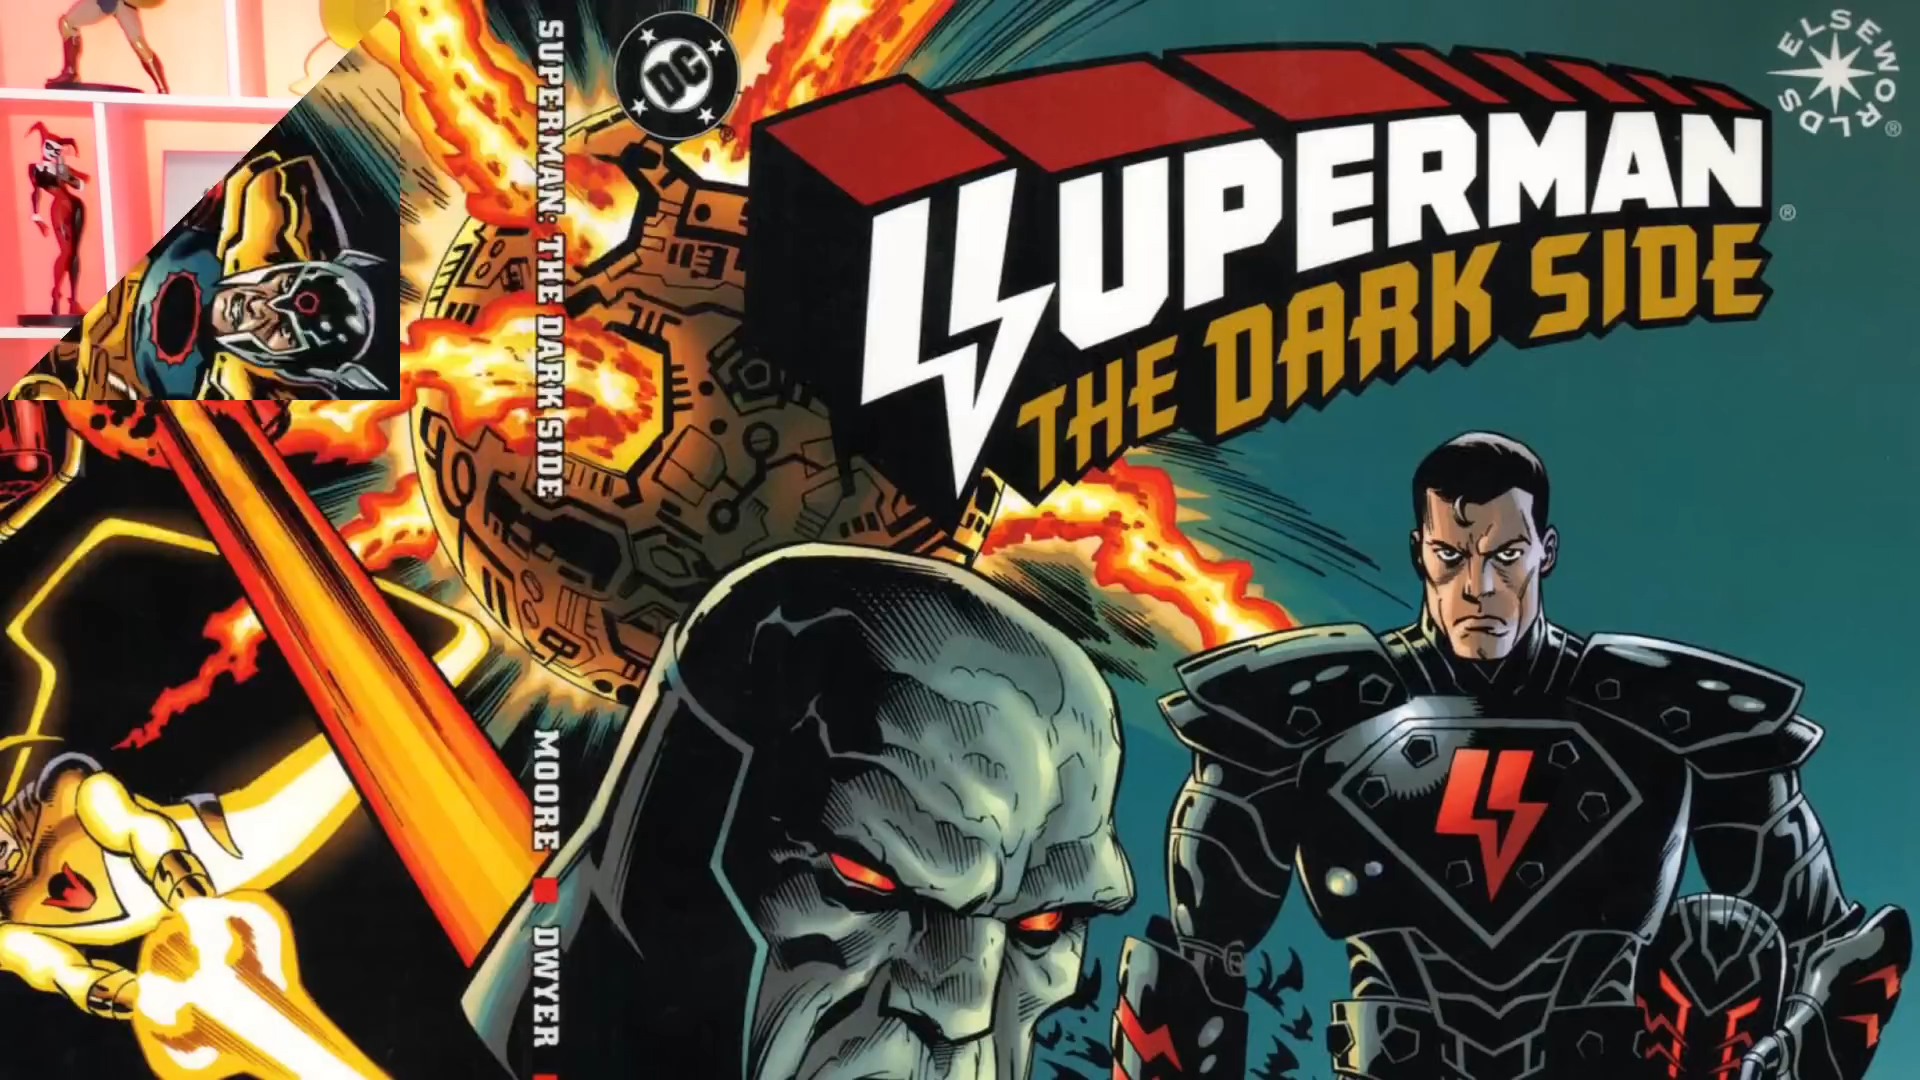 SUPERMAN: THE DARK SIDE
MOORE
DWYER
DC
®
SUPERMAN
®
THE DARK SIDE
ELSEWORLDS
®